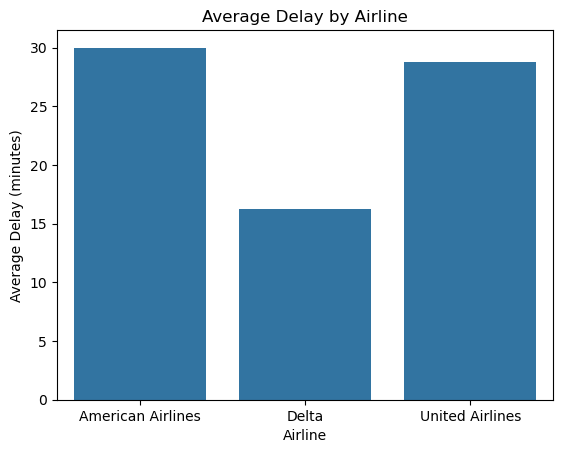 Average Delay by Airline
Average Delay (minutes)
30
25
20
15
10
5
0
American Airlines
Delta
United Airlines
Airline